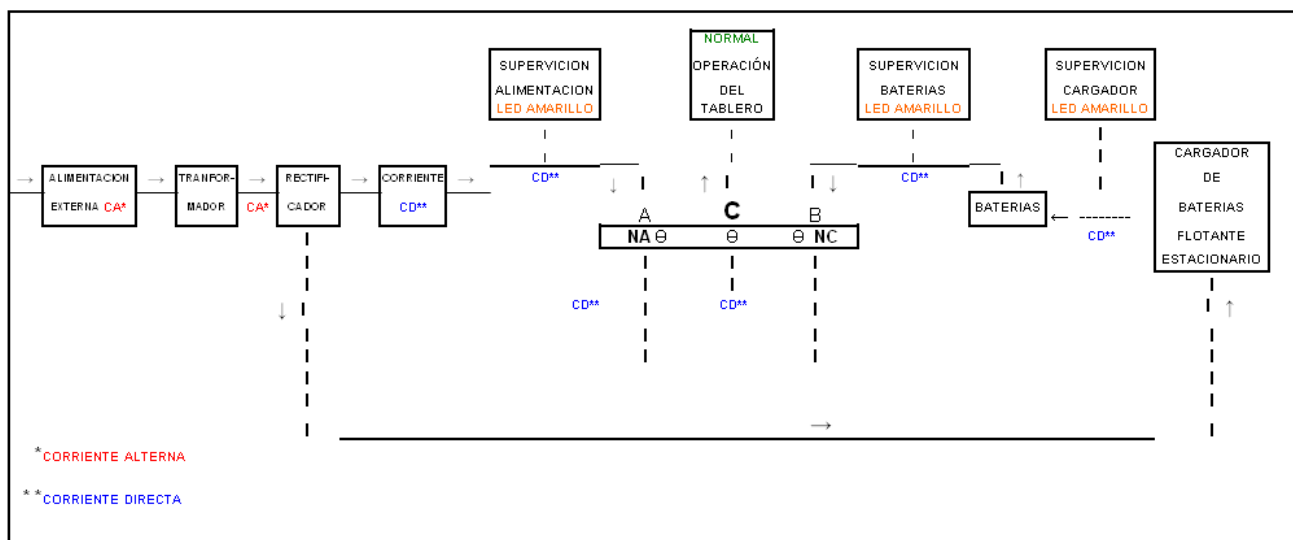 SUPERVICION
ALIMENTACION
LED AMARILLO
NORMAL
OPERACIÓN
DEL
TABLERO
SUPERVICION
BATERIAS
LED AMARILLO
SUPERVICION
CARGADOR
LED AMARILLO
ALIMENTACION
EXTERNA CA*
TRANFOR-
MADOR
CA*
RECTIFI-
CADOR
CORRIENTE
CD**
CD**
CD**
BATERIAS
CD**
CARGADOR
DE
BATERIAS
FLOTANTE
ESTACIONARIO
A C B
NA Θ Θ Θ NC
CD** CD**
*CORRIENTE ALTERNA
**CORRIENTE DIRECTA